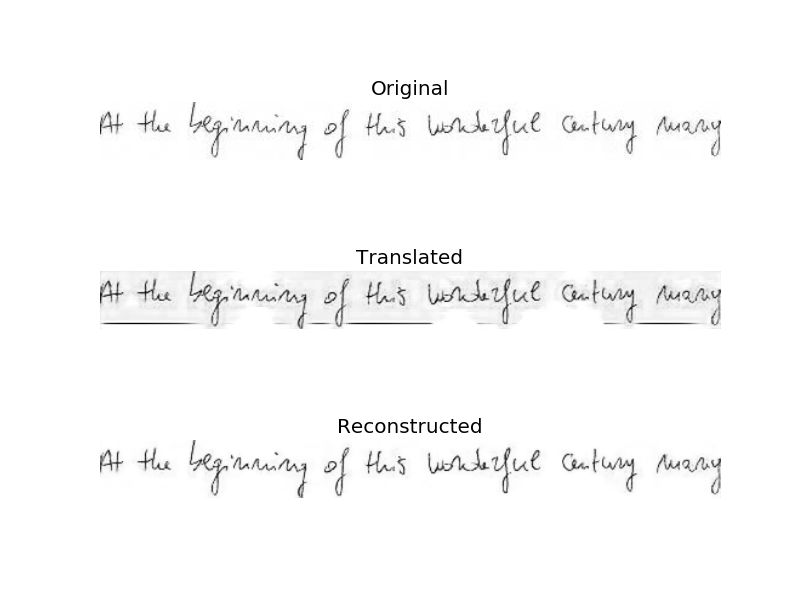 Original
At the beginning of this wonderful century many
Translated
At the beginning of this wonderful century many
Reconstructed
At the beginning of this wonderful century many